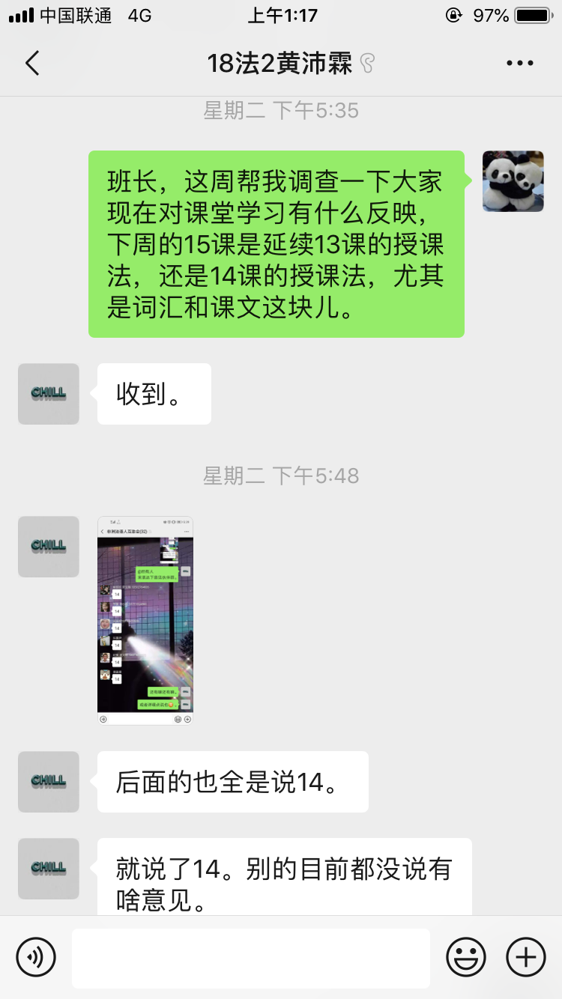 中国联通 4G 上午1:17 97%
18法2黄沛霖
星期二 下午5:35
班长，这周帮我调查一下大家
现在对课堂学习有什么反映，
下周的15课是延续13课的授课
法，还是14课的授课法，尤其
是词汇和课文这块儿。
CHILL
收到。
星期二 下午5:48
CHILL
@所有人
14
14
14
14
14
14
CHILL
后面的也全是说14。
CHILL
就说了14。别的目前都没说有
啥意见。